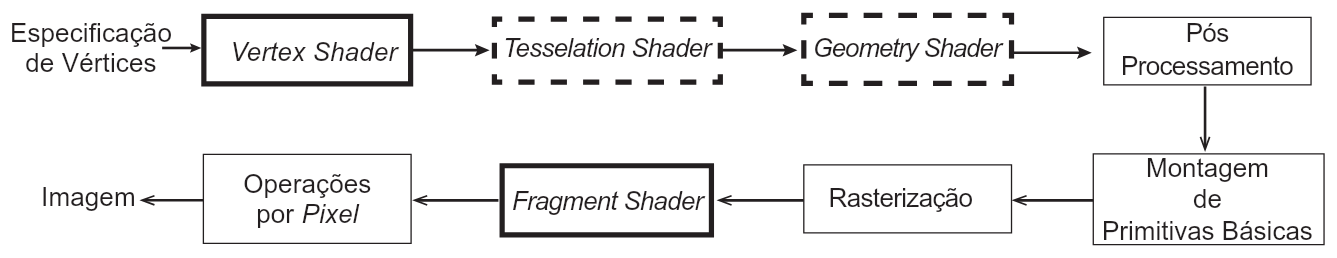 Especificação
de Vértices
Vertex Shader
Tesselation Shader
Geometry Shader
Pós
Processamento
Montagem
de
Primitivas Básicas
Rasterização
Fragment Shader
Operações
por Pixel
Imagem